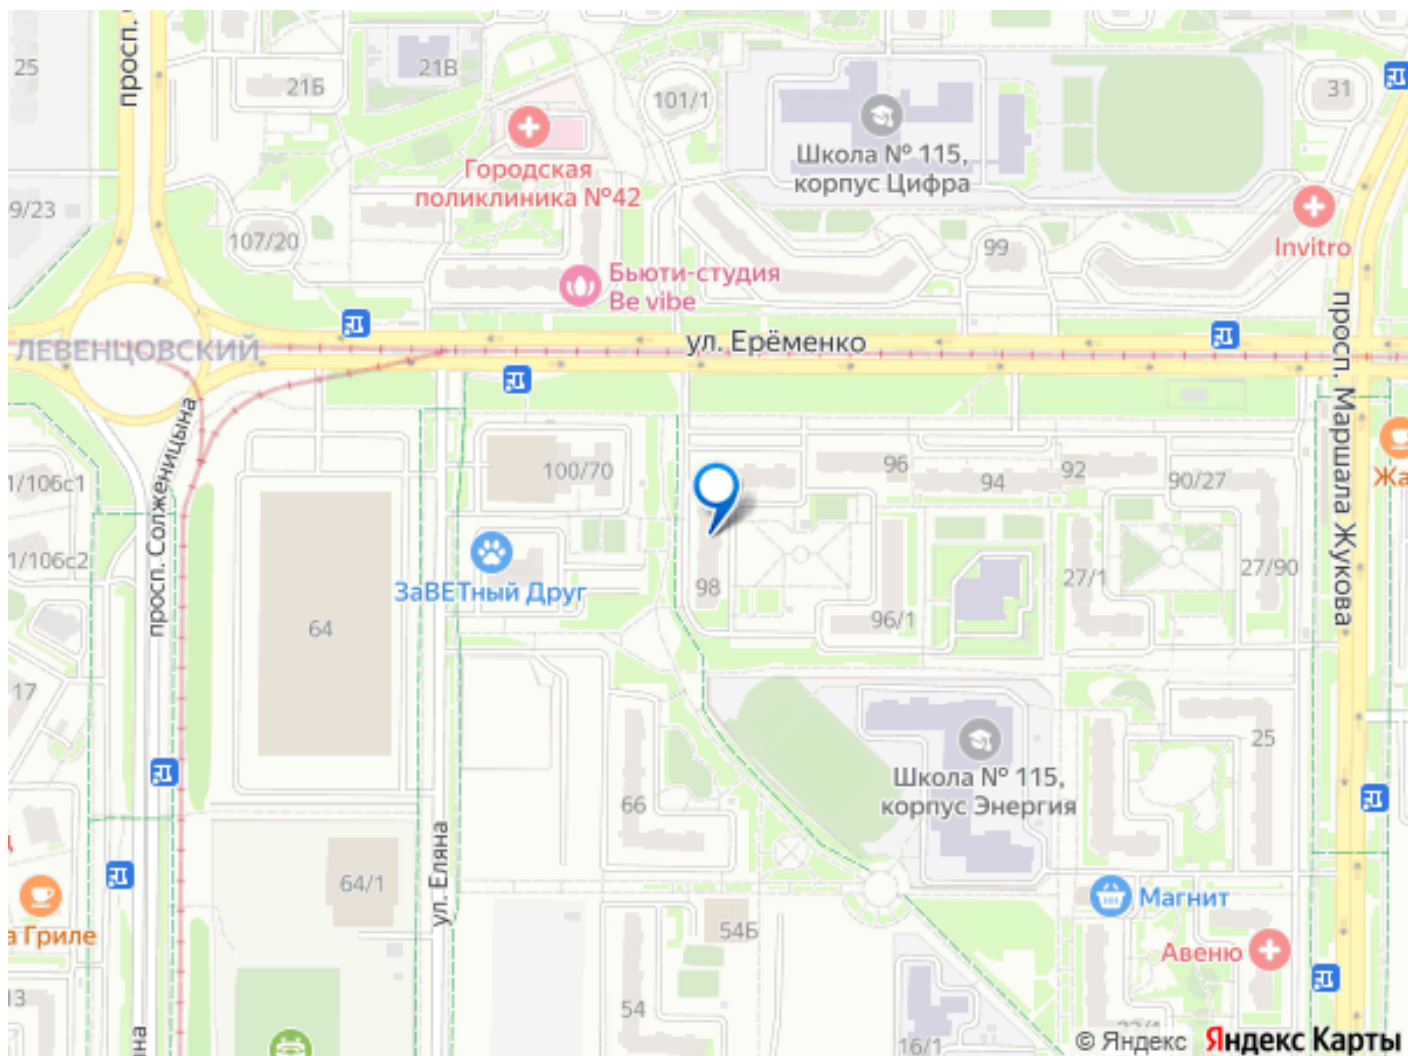 просп.
25
21Б
21В
101/1
31
Школа № 115,
корпус Цифра
Городская
поликлиника №42
9/23
107/20
99
Invitro
Бьюти-студия
Be vibe
ул. Ерёменко
ЛЕВЕНЦОВСКИЙ
просп. Маршала Жукова
просп. Солженицына
1/106с1
100/70
96
94
92
90/27
Жа
1/106с2
ЗаВЕТный Друг
98
27/1
27/90
96/1
64
17
25
Школа № 115,
корпус Энергия
66
ул. Еляна
64/1
Магнит
а Гриле
54Б
Авеню
13
54
16/1
на
© Яндекс Яндекс Карты